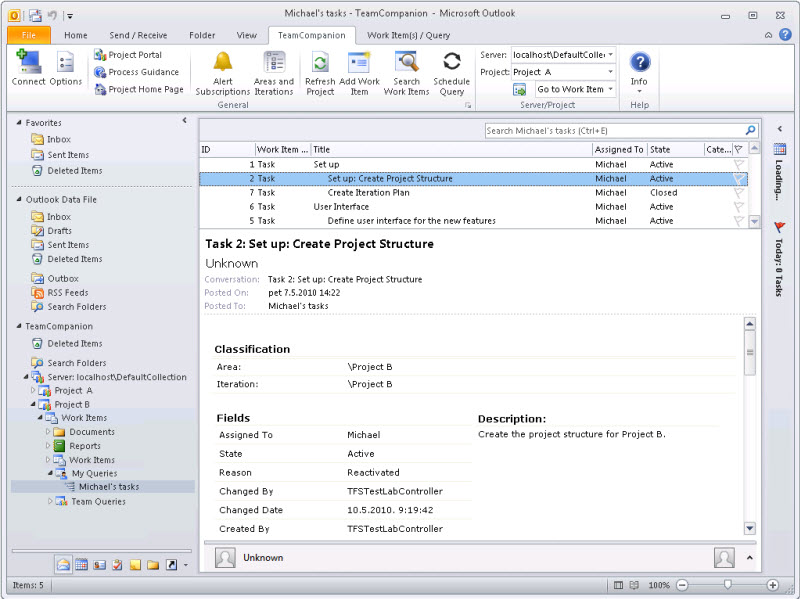 Michael's tasks - TeamCompanion - Microsoft Outlook
File Home Send / Receive Folder View TeamCompanion Work Item(s) / Query
Connect Options
Project Portal
Process Guidance
Project Home Page
Alert Subscriptions
Areas and Iterations
General
Refresh Project
Add Work Item
Search Work Items
Schedule Query
Server: localhost\DefaultCollec
Project: Project A
Go to Work Item
Server/Project
Info
Help
Favorites
Inbox
Sent Items
Deleted Items
Outlook Data File
Inbox
Drafts
Sent Items
Deleted Items
Outbox
RSS Feeds
Search Folders
TeamCompanion
Deleted Items
Search Folders
Server: localhost\DefaultCollection
Project A
Project B
Work Items
Documents
Reports
Work Items
My Queries
Michael's tasks
Team Queries
Search Michael's tasks (Ctrl+E)
ID Work Item ... Title Assigned To State Cate...
1 Task Set up Michael Active
2 Task Set up: Create Project Structure Michael Active
7 Task Create Iteration Plan Michael Closed
6 Task User Interface Michael Active
5 Task Define user interface for the new features Michael Active
Task 2: Set up: Create Project Structure
Unknown
Conversation: Task 2: Set up: Create Project Structure
Posted On: pet 7.5.2010 14:22
Posted To: Michael's tasks
Classification
Area: \Project B
Iteration: \Project B
Fields
Assigned To Michael
State Active
Reason Reactivated
Changed By TFSTestLabController
Changed Date 10.5.2010. 9:19:42
Created By TFSTestLabController
Description:
Create the project structure for Project B.
Unknown
Loading...
Today: 0 Tasks
Items: 5
100%